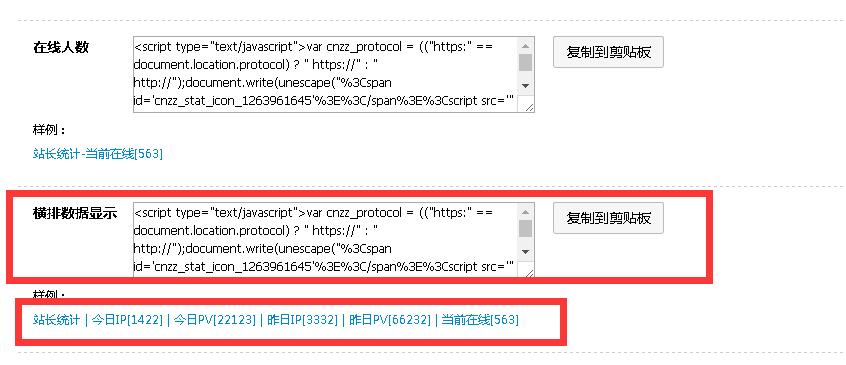 在线人数
<script type="text/javascript">var cnzz_protocol = (("https:" ==
document.location.protocol) ? " https://" : "
http://");document.write(unescape("%3Cspan
id='cnzz_stat_icon_1263961645'%3E%3C/span%3E%3Cscript src='"
复制到剪贴板
样例：
站长统计-当前在线[563]
横排数据显示
<script type="text/javascript">var cnzz_protocol = (("https:" ==
document.location.protocol) ? " https://" : "
http://");document.write(unescape("%3Cspan
id='cnzz_stat_icon_1263961645'%3E%3C/span%3E%3Cscript src='"
复制到剪贴板
样例：
站长统计 | 今日IP[1422] | 今日PV[22123] | 昨日IP[3332] | 昨日PV[66232] | 当前在线[563]